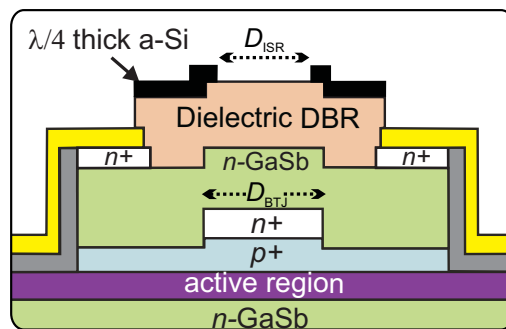 λ/4 thick a-Si
D_ISR
Dielectric DBR
n+
n-GaSb
n+
D_BTJ
n+
p+
active region
n-GaSb